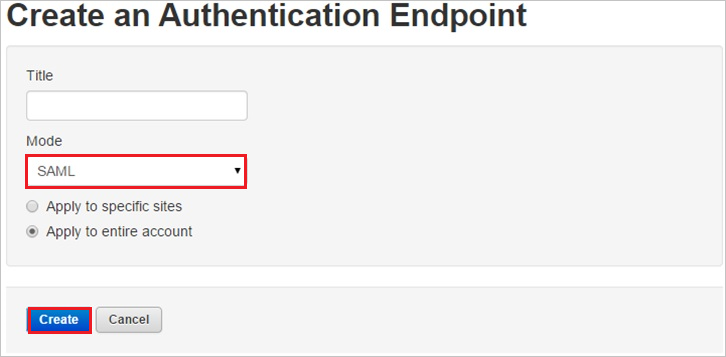 Create an Authentication Endpoint
Title
Mode
SAML
Apply to specific sites
Apply to entire account
Create Cancel